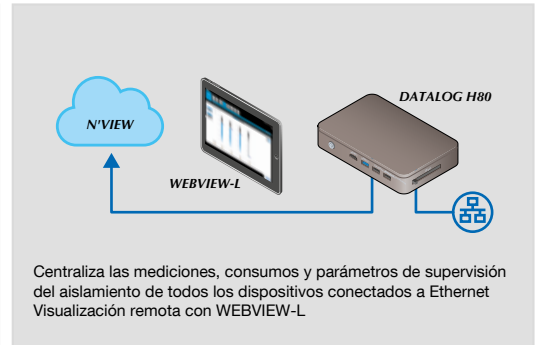 N'VIEW
DATALOG H80
WEBVIEW-L
Centraliza las mediciones, consumos y parámetros de supervisión
del aislamiento de todos los dispositivos conectados a Ethernet
Visualización remota con WEBVIEW-L